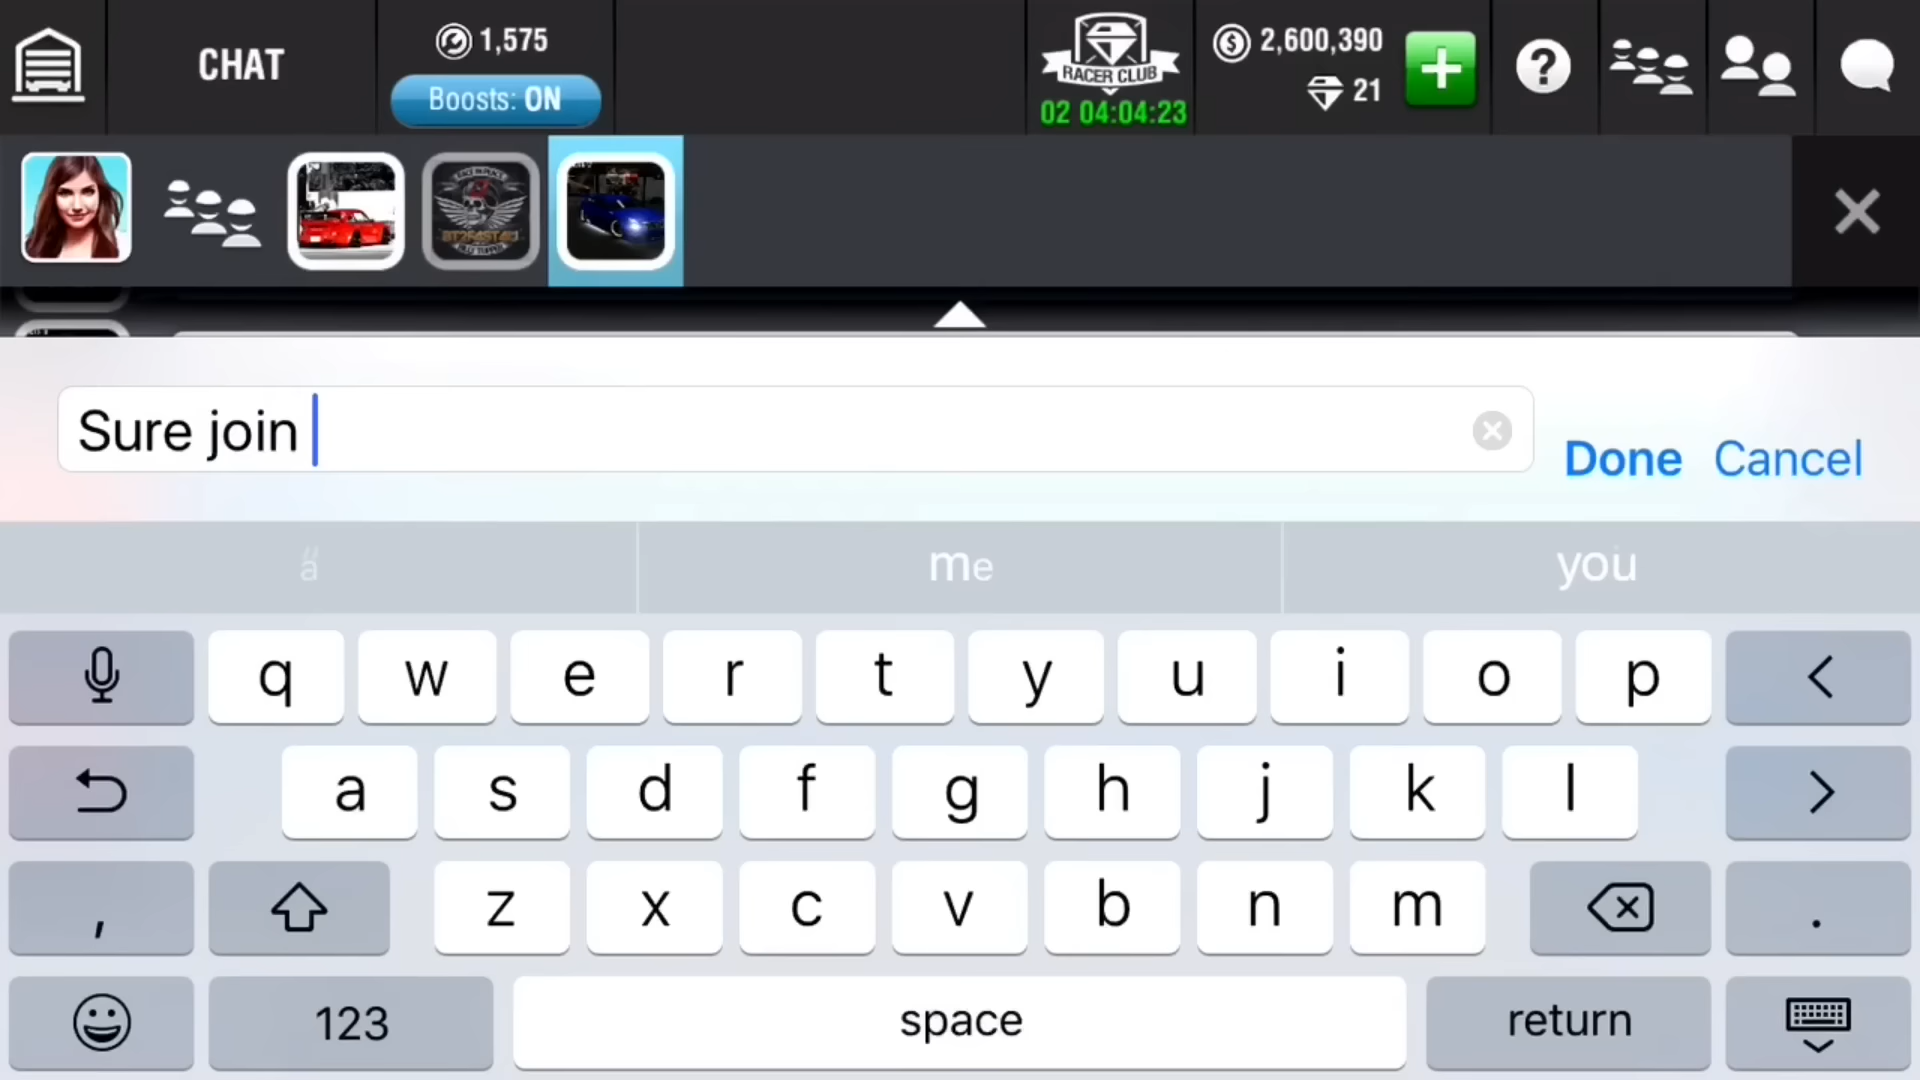 CHAT
1,575
Boosts: ON
RACER CLUB
02 04:04:23
2,600,390
21
?
Sure join
Done Cancel
me you
q w e r t y u i o p <
a s d f g h j k l >
, z x c v b n m .
123 space return